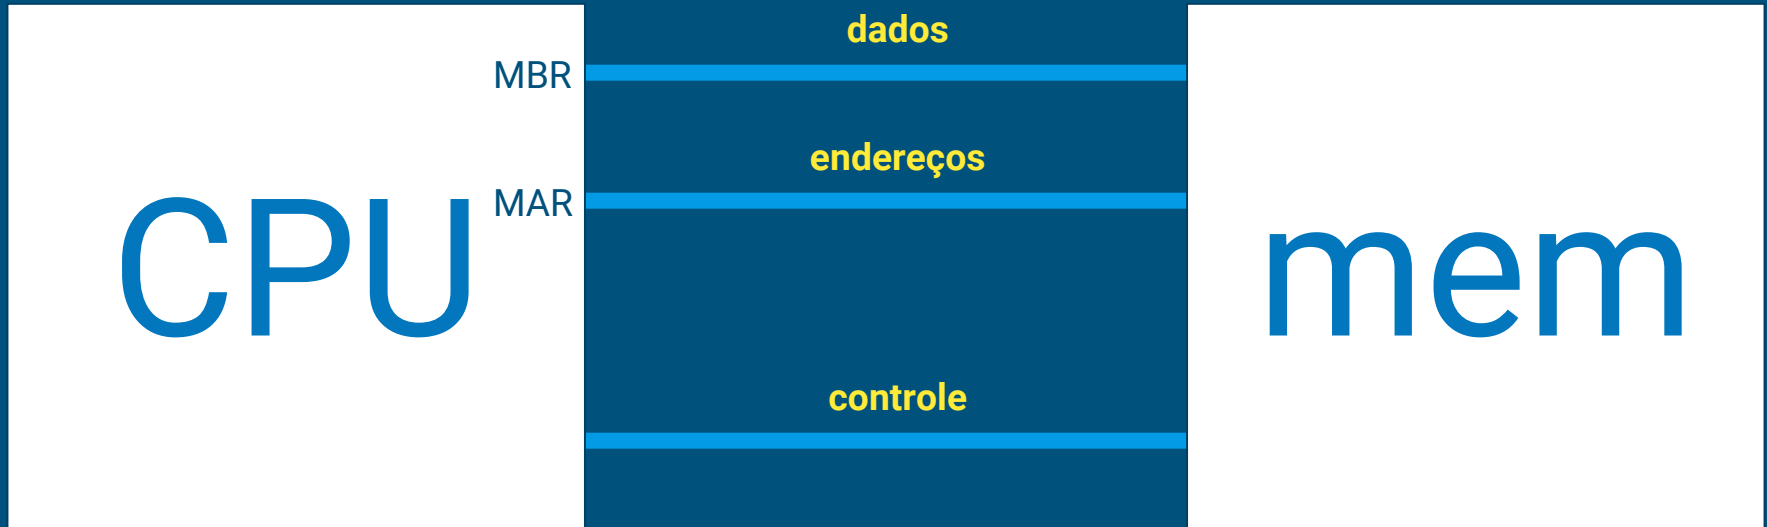 dados
MBR
endereços
MAR
CPU
mem
controle